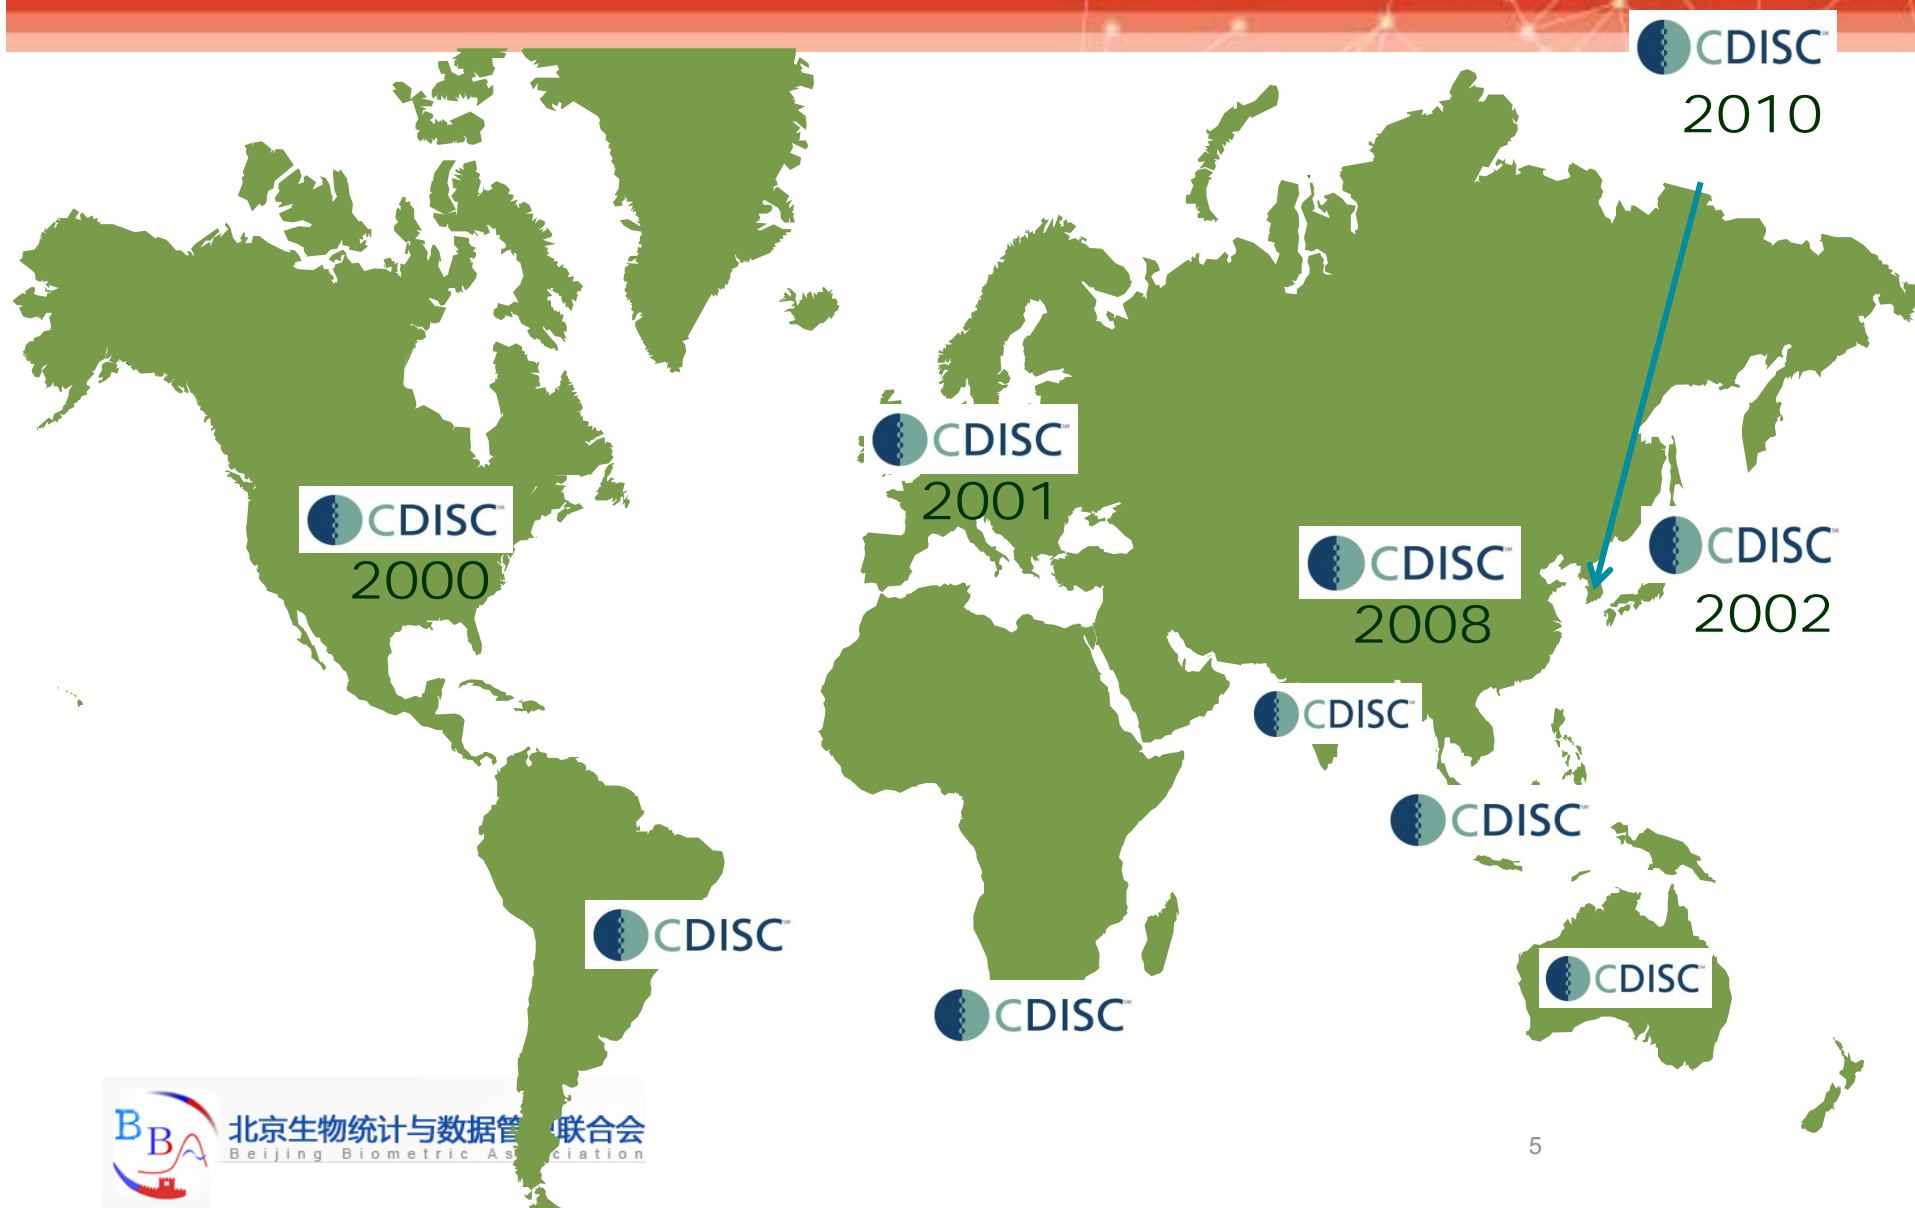 CDISC
2010
CDISC
2001
CDISC
2000
CDISC
2002
CDISC
2008
CDISC
CDISC
CDISC
CDISC
CDISC
BBA
北京生物统计与数据管 联合会
Beijing Biometric As ciation
5